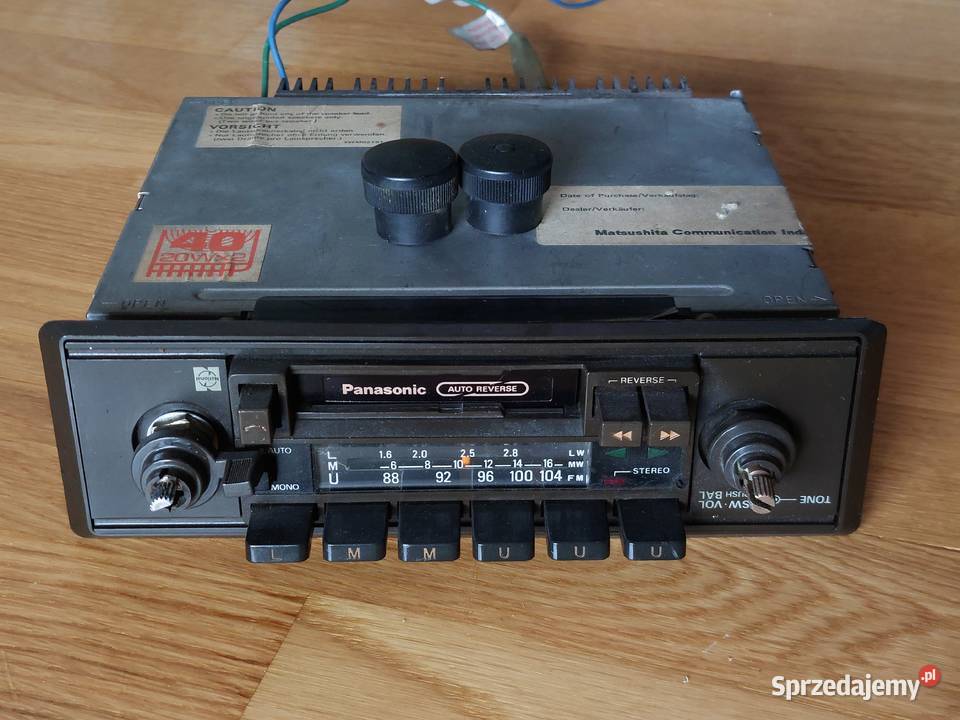 CAUTION
VORSICHT
Date of Purchase/Verkaufstag:
Dealer/Verkäufer:
Matsushita Communication Ind
40
OPEN
OPEN
National
Panasonic AUTO REVERSE
REVERSE
AUTO
MONO
L 1.6 2.0 2.5 2.8 LW
M 6 8 10 12 14 16 MW
U 88 92 96 100 104 FM
STEREO
TONE
SW·VOL
PUSH BAL
L M M U U U
Sprzedajemy.pl